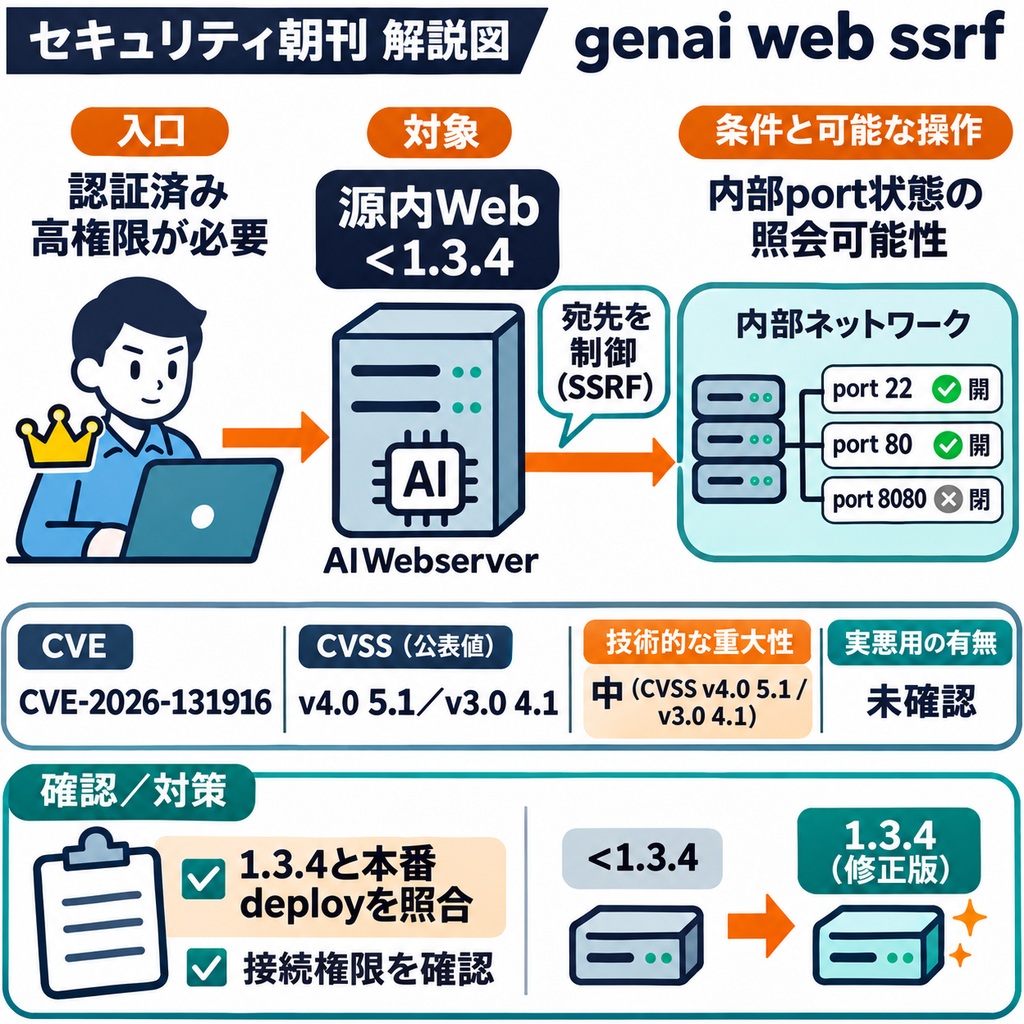 セキュリティ朝刊 解説図
genai web ssrf
入口
認証済み
高権限が必要
対象
源内Web
<1.3.4
AI
AI Webserver
宛先を
制御
(SSRF)
条件と可能な操作
内部port状態の
照会可能性
内部ネットワーク
port 22 開
port 80 開
port 8080 閉
CVE
CVE-2026-131916
CVSS（公表値）
v4.0 5.1／v3.0 4.1
技術的な重大性
中（CVSS v4.0 5.1 /
v3.0 4.1）
実悪用の有無
未確認
確認／対策
1.3.4と本番
deployを照合
接続権限を確認
<1.3.4
1.3.4
（修正版）